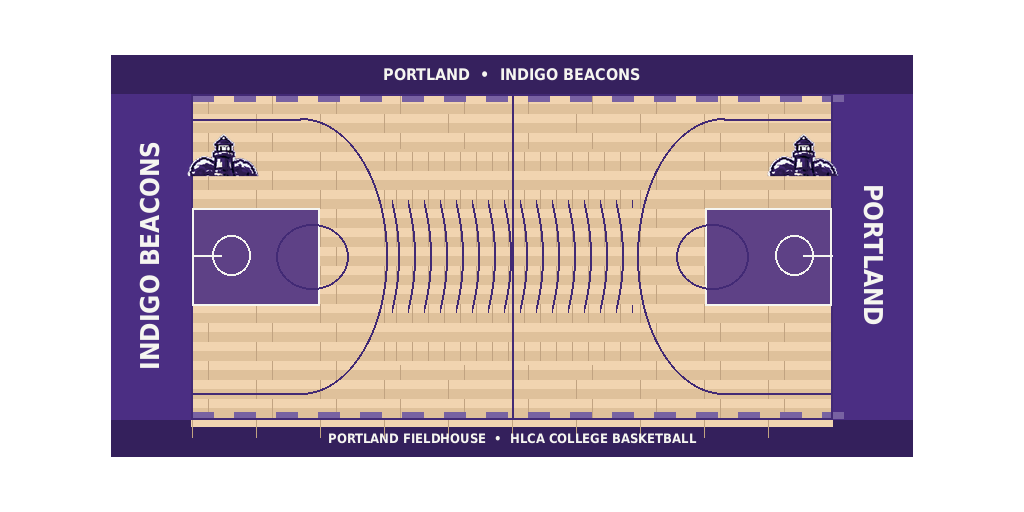 PORTLAND • INDIGO BEACONS
INDIGO BEACONS
PORTLAND
PORTLAND FIELDHOUSE • HLCA COLLEGE BASKETBALL